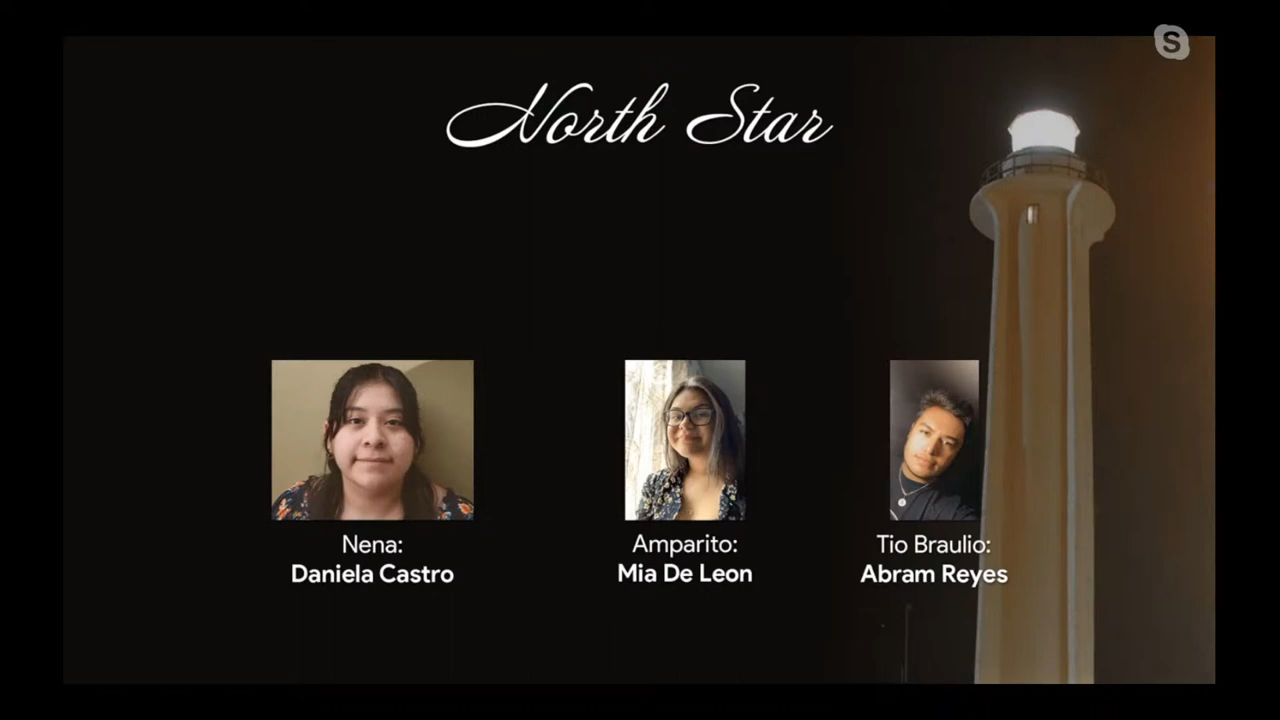 S
North Star
Nena:
Daniela Castro
Amparito:
Mia De Leon
Tio Braulio:
Abram Reyes